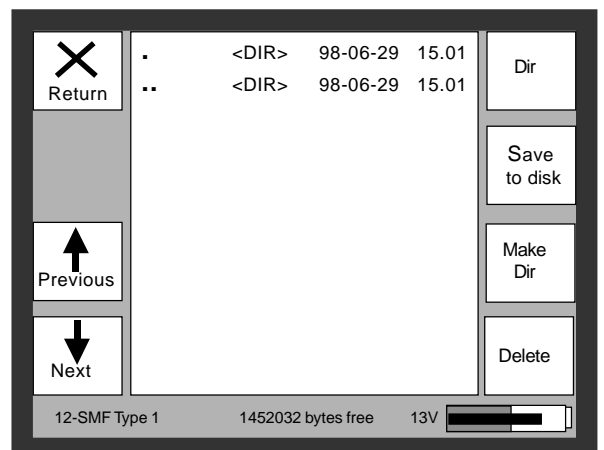 Return
. <DIR> 98-06-29 15.01
.. <DIR> 98-06-29 15.01
Dir
Save
to disk
Previous
Make
Dir
Next
Delete
12-SMF Type 1 1452032 bytes free 13V